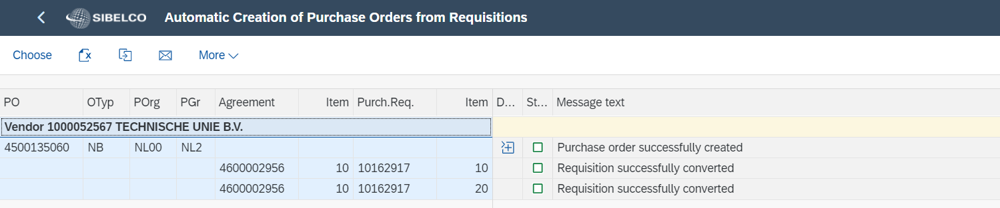 SIBELCO Automatic Creation of Purchase Orders from Requisitions
Choose More
PO OTyp POrg PGr Agreement Item Purch.Req. Item D... St... Message text
Vendor 1000052567 TECHNISCHE UNIE B.V.
4500135060 NB NL00 NL2 Purchase order successfully created
4600002956 10 10162917 10 Requisition successfully converted
4600002956 10 10162917 20 Requisition successfully converted